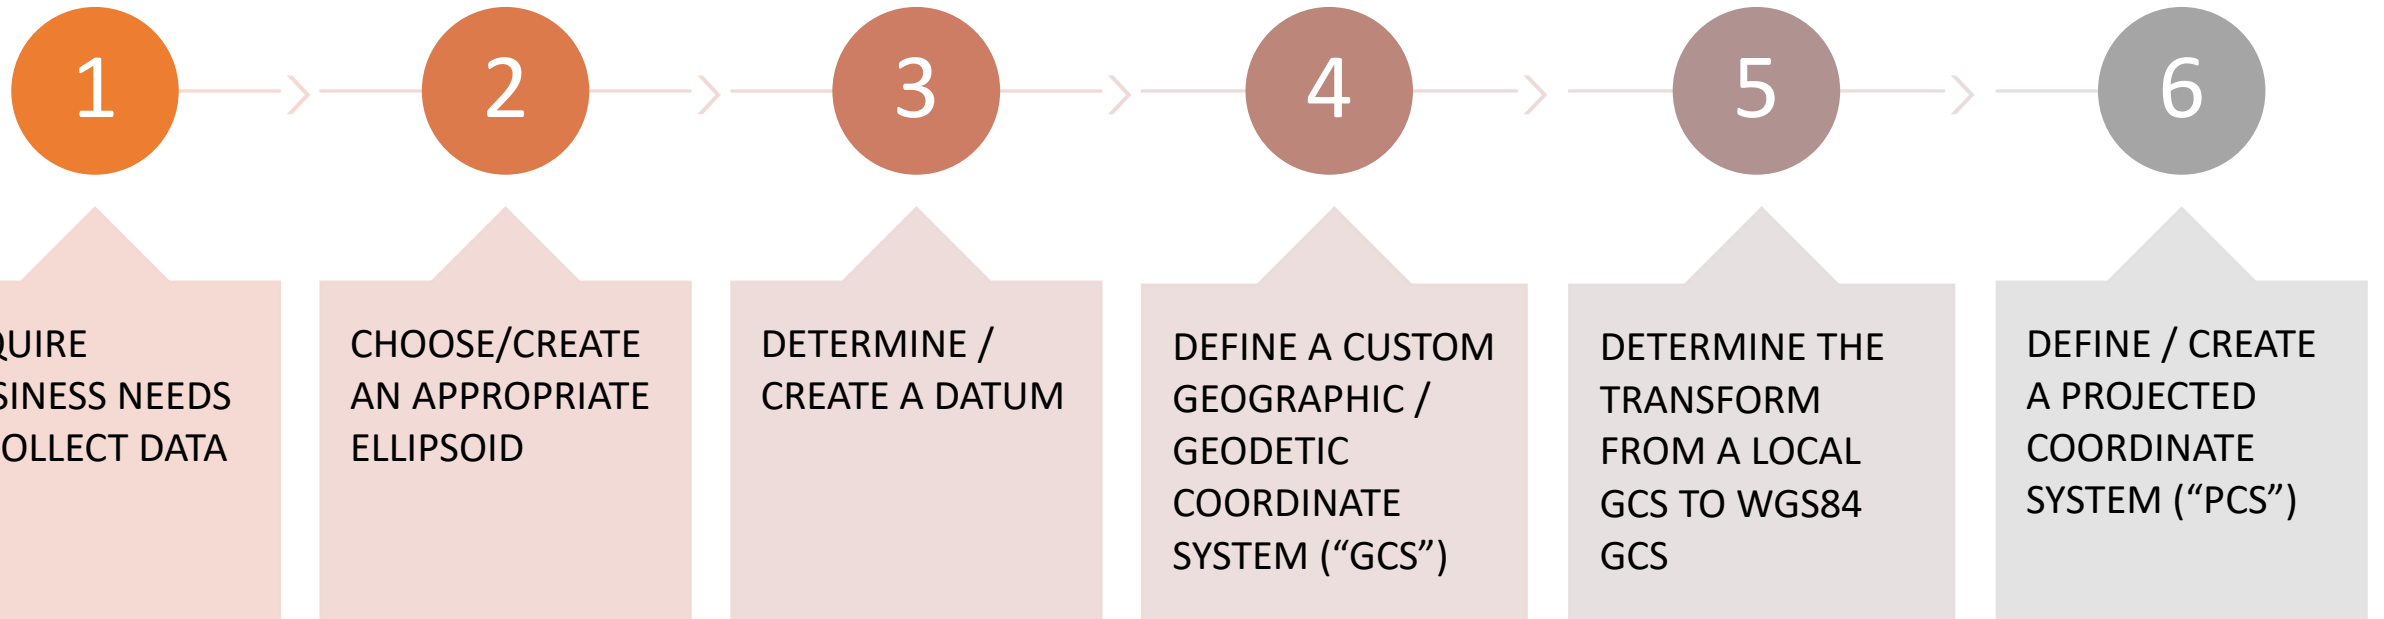 1
2
3
4
5
6
QUIRE
SINESS NEEDS
OLLECT DATA
CHOOSE/CREATE
AN APPROPRIATE
ELLIPSOID
DETERMINE /
CREATE A DATUM
DEFINE A CUSTOM
GEOGRAPHIC /
GEODETIC
COORDINATE
SYSTEM (“GCS”)
DETERMINE THE
TRANSFORM
FROM A LOCAL
GCS TO WGS84
GCS
DEFINE / CREATE
A PROJECTED
COORDINATE
SYSTEM (“PCS”)